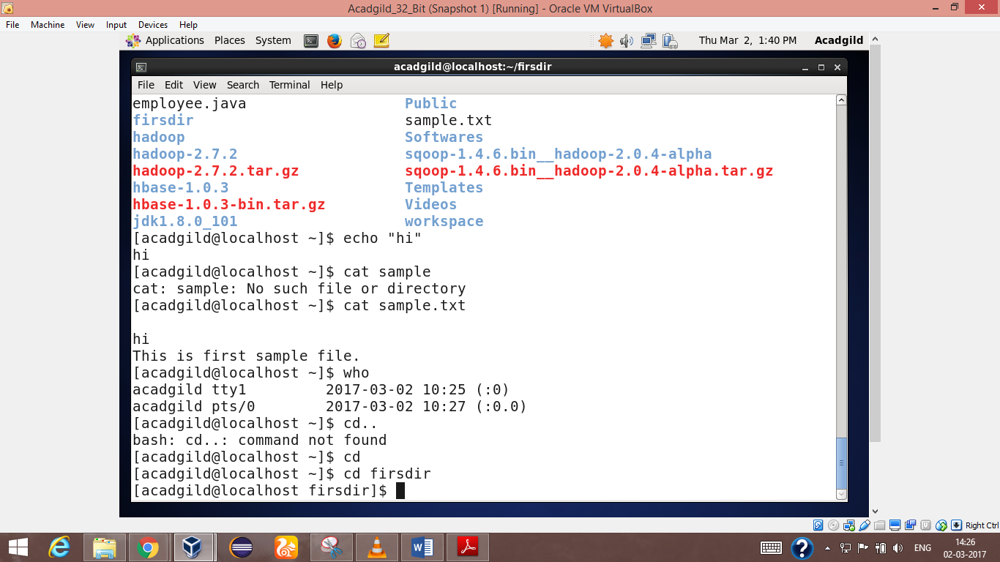 Acadgild_32_Bit (Snapshot 1) [Running] - Oracle VM VirtualBox
File Machine View Input Devices Help
Applications Places System Thu Mar 2, 1:40 PM Acadgild
acadgild@localhost:~/firsdir
File Edit View Search Terminal Help
employee.java Public
firsdir sample.txt
hadoop Softwares
hadoop-2.7.2 sqoop-1.4.6.bin__hadoop-2.0.4-alpha
hadoop-2.7.2.tar.gz sqoop-1.4.6.bin__hadoop-2.0.4-alpha.tar.gz
hbase-1.0.3 Templates
hbase-1.0.3-bin.tar.gz Videos
jdk1.8.0_101 workspace
[acadgild@localhost ~]$ echo "hi"
hi
[acadgild@localhost ~]$ cat sample
cat: sample: No such file or directory
[acadgild@localhost ~]$ cat sample.txt
hi
This is first sample file.
[acadgild@localhost ~]$ who
acadgild tty1 2017-03-02 10:25 (:0)
acadgild pts/0 2017-03-02 10:27 (:0.0)
[acadgild@localhost ~]$ cd..
bash: cd..: command not found
[acadgild@localhost ~]$ cd
[acadgild@localhost ~]$ cd firsdir
[acadgild@localhost firsdir]$
Right Ctrl
ENG 14:26
02-03-2017